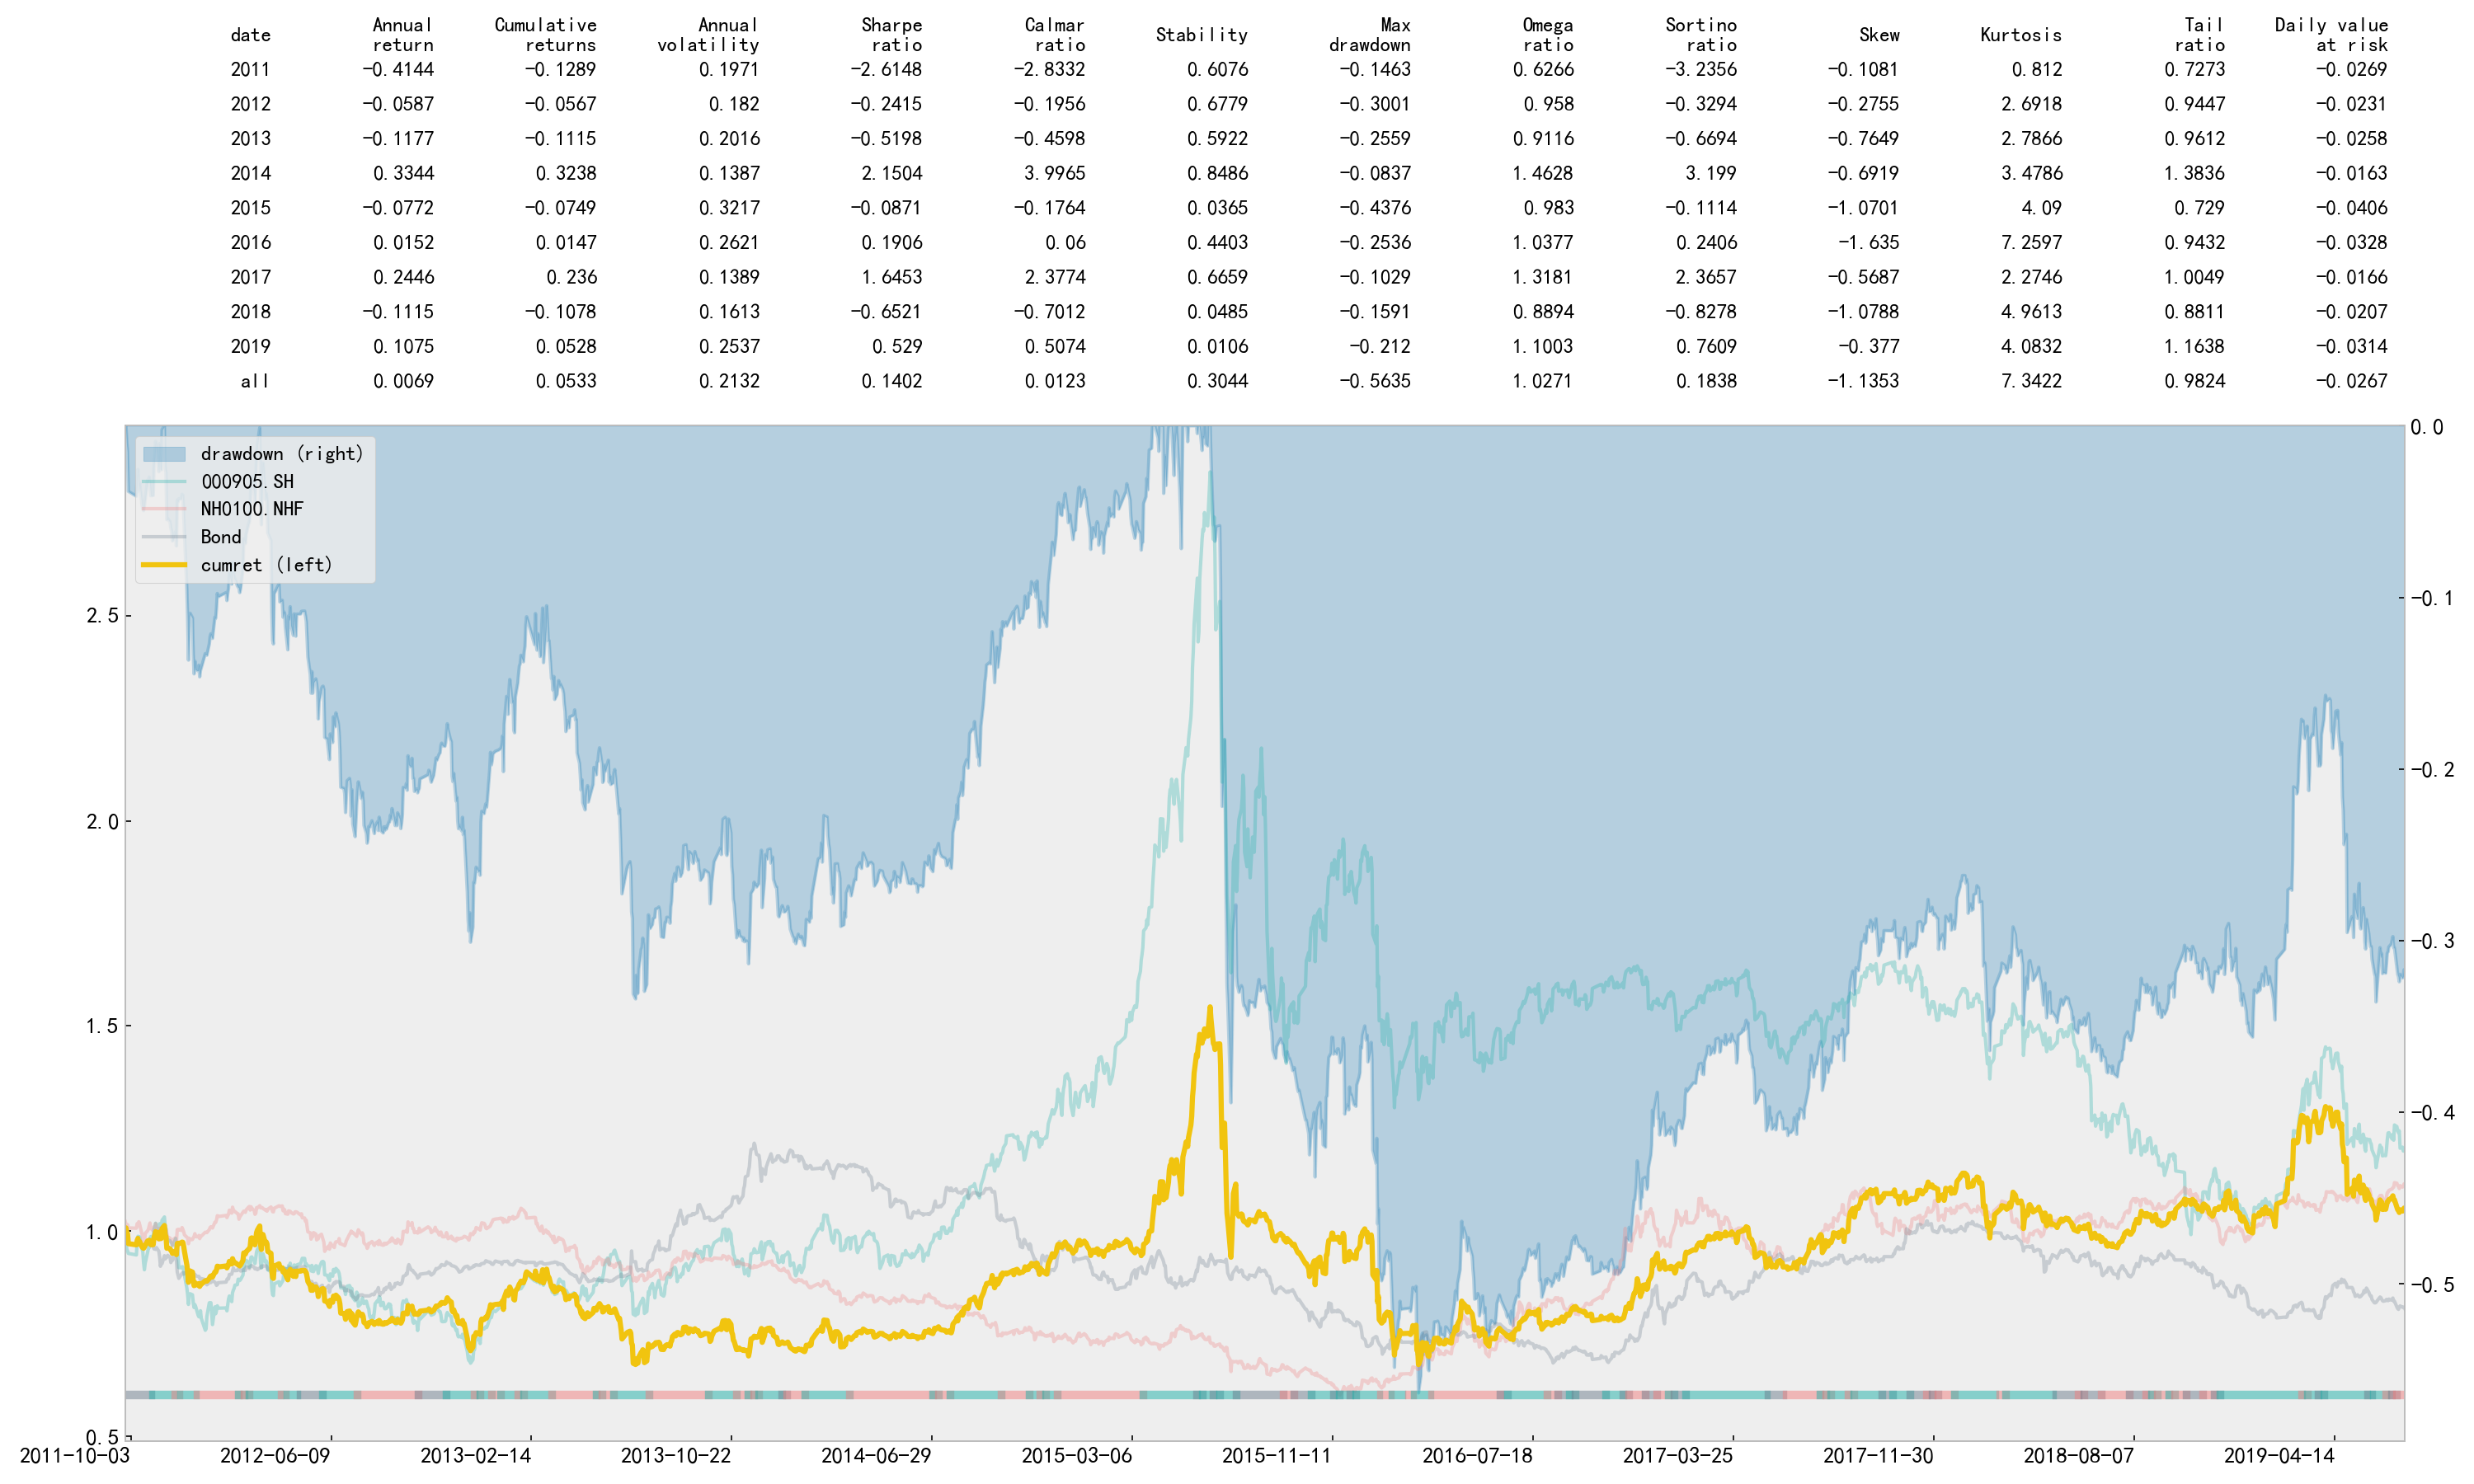 date Annual return Cumulative returns Annual volatility Sharpe ratio Calmar ratio Stability Max drawdown Omega ratio Sortino ratio Skew Kurtosis Tail ratio Daily value at risk
2011 −0.4144 −0.1289 0.1971 −2.6148 −2.8332 0.6076 −0.1463 0.6266 −3.2356 −0.1081 0.812 0.7273 −0.0269
2012 −0.0587 −0.0567 0.182 −0.2415 −0.1956 0.6779 −0.3001 0.958 −0.3294 −0.2755 2.6918 0.9447 −0.0231
2013 −0.1177 −0.1115 0.2016 −0.5198 −0.4598 0.5922 −0.2559 0.9116 −0.6694 −0.7649 2.7866 0.9612 −0.0258
2014 0.3344 0.3238 0.1387 2.1504 3.9965 0.8486 −0.0837 1.4628 3.199 −0.6919 3.4786 1.3836 −0.0163
2015 −0.0772 −0.0749 0.3217 −0.0871 −0.1764 0.0365 −0.4376 0.983 −0.1114 −1.0701 4.09 0.729 −0.0406
2016 0.0152 0.0147 0.2621 0.1906 0.06 0.4403 −0.2536 1.0377 0.2406 −1.635 7.2597 0.9432 −0.0328
2017 0.2446 0.236 0.1389 1.6453 2.3774 0.6659 −0.1029 1.3181 2.3657 −0.5687 2.2746 1.0049 −0.0166
2018 −0.1115 −0.1078 0.1613 −0.6521 −0.7012 0.0485 −0.1591 0.8894 −0.8278 −1.0788 4.9613 0.8811 −0.0207
2019 0.1075 0.0528 0.2537 0.529 0.5074 0.0106 −0.212 1.1003 0.7609 −0.377 4.0832 1.1638 −0.0314
all 0.0069 0.0533 0.2132 0.1402 0.0123 0.3044 −0.5635 1.0271 0.1838 −1.1353 7.3422 0.9824 −0.0267
drawdown (right)
000905.SH
NH0100.NHF
Bond
cumret (left)
2.5
2.0
1.5
1.0
0.5
0.0
−0.1
−0.2
−0.3
−0.4
−0.5
2011-10-03 2012-06-09 2013-02-14 2013-10-22 2014-06-29 2015-03-06 2015-11-11 2016-07-18 2017-03-25 2017-11-30 2018-08-07 2019-04-14